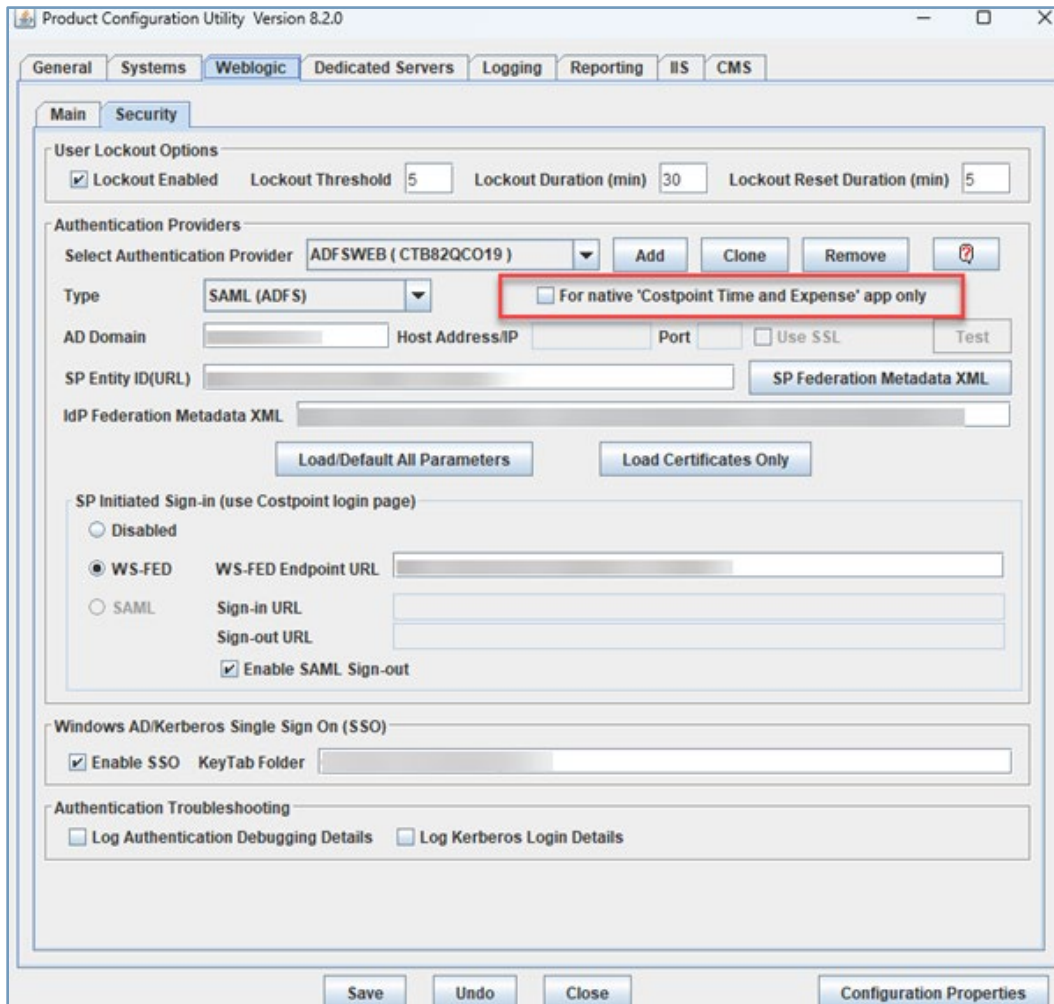 Product Configuration Utility Version 8.2.0
General Systems Weblogic Dedicated Servers Logging Reporting IIS CMS
Main Security
User Lockout Options
Lockout Enabled Lockout Threshold 5 Lockout Duration (min) 30 Lockout Reset Duration (min) 5
Authentication Providers
Select Authentication Provider ADFSWEB ( CTB82QCO19 ) Add Clone Remove ?
Type SAML (ADFS) For native 'Costpoint Time and Expense' app only
AD Domain Host Address/IP Port Use SSL Test
SP Entity ID(URL) SP Federation Metadata XML
IdP Federation Metadata XML
Load/Default All Parameters Load Certificates Only
SP Initiated Sign-in (use Costpoint login page)
Disabled
WS-FED WS-FED Endpoint URL
SAML Sign-in URL
Sign-out URL
Enable SAML Sign-out
Windows AD/Kerberos Single Sign On (SSO)
Enable SSO KeyTab Folder
Authentication Troubleshooting
Log Authentication Debugging Details Log Kerberos Login Details
Save Undo Close Configuration Properties